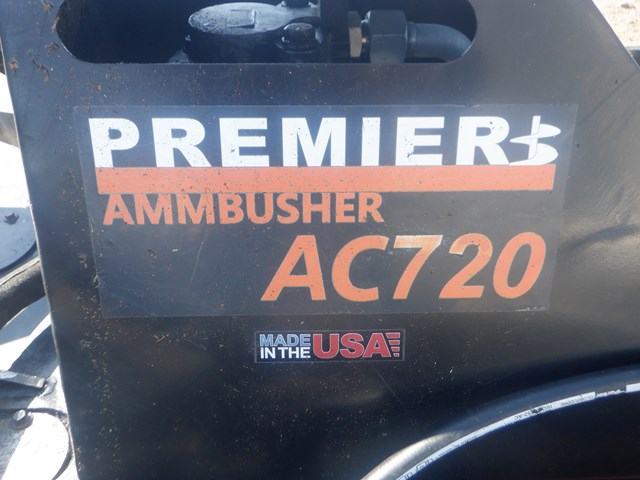 PREMIER
AMMBUSHER
AC720
MADE
IN THE USA